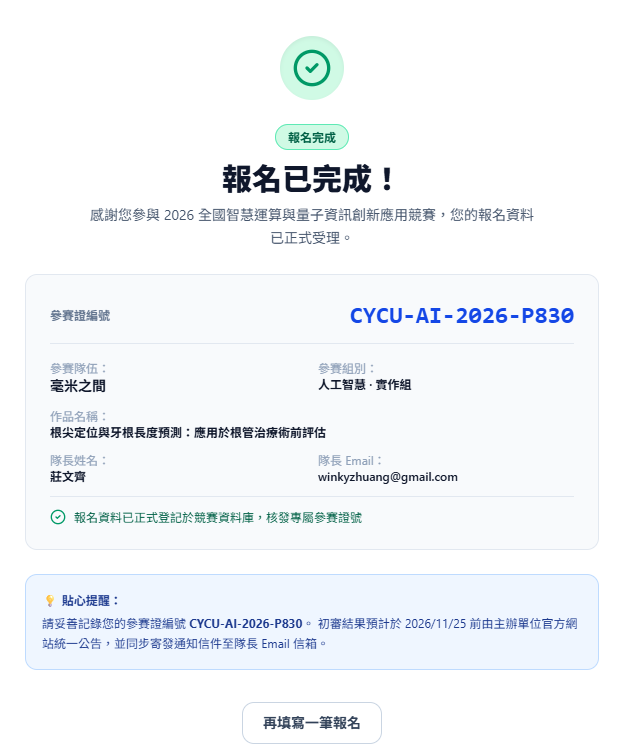 報名完成
報名已完成！
感謝您參與 2026 全國智慧運算與量子資訊創新應用競賽，您的報名資料
已正式受理。
參賽證編號
CYCU-AI-2026-P830
參賽隊伍：
毫米之間
參賽組別：
人工智慧 · 實作組
作品名稱：
根尖定位與牙根長度預測：應用於根管治療術前評估
隊長姓名：
莊文齊
隊長 Email：
winkyzhuang@gmail.com
報名資料已正式登記於競賽資料庫，核發專屬參賽證號
💡 貼心提醒：
請妥善記錄您的參賽證編號 CYCU-AI-2026-P830。 初審結果預計於 2026/11/25 前由主辦單位官方網
站統一公告，並同步寄發通知信件至隊長 Email 信箱。
再填寫一筆報名